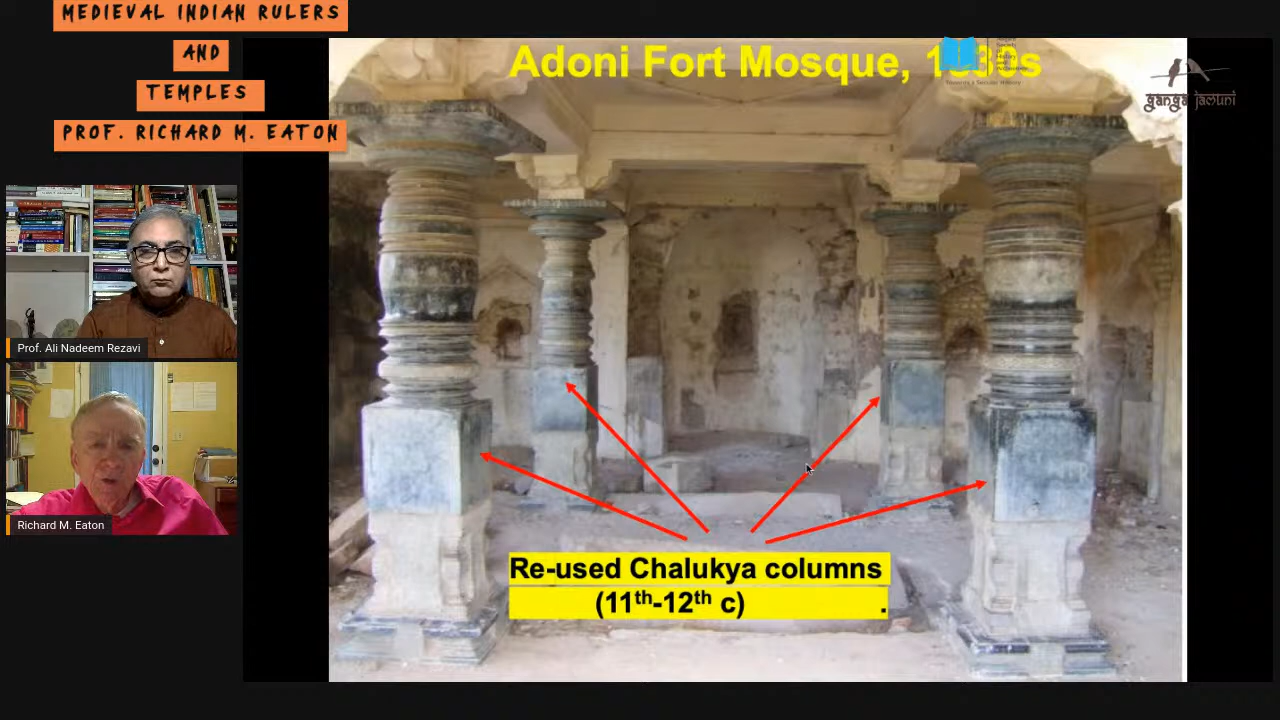 MEDIEVAL INDIAN RULERS
AND
TEMPLES
PROF. RICHARD M. EATON
Adoni Fort Mosque,
ganga jamuni
Prof. Ali Nadeem Rezavi
Richard M. Eaton
Re-used Chalukya columns
(11th-12th c) .